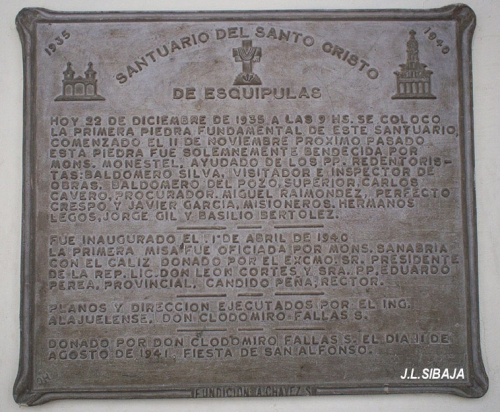 1935
1940
SANTUARIO DEL SANTO CRISTO
DE ESQUIPULAS
HOY 22 DE DICIEMBRE DE 1935 A LAS 9 HS. SE COLOCO
LA PRIMERA PIEDRA FUNDAMENTAL DE ESTE SANTUARIO,
COMENZADO EL 11 DE NOVIEMBRE PROXIMO PASADO
ESTA PIEDRA FUE SOLEMNEMENTE BENDECIDA, POR
MONS. MONESTEL, AYUDADO DE LOS PP. REDENTORIS-
TAS: BALDOMERO SILVA, VISITADOR E INSPECTOR DE
OBRAS, BALDOMERO DEL POZO, SUPERIOR, CARLOS
CAVERO, PROCURADOR. MIGUEL RAIMONDEZ, PERFECTO
CRESPO Y JAVIER GARCIA, MISIONEROS. HERMANOS
LEGOS, JORGE GIL Y BASILIO BERTOLEZ.
FUE INAUGURADO EL 1º DE ABRIL DE 1940
LA PRIMERA MISA FUE OFICIADA POR MONS. SANABRIA
CON EL CALIZ DONADO POR EL EXCMO. SR. PRESIDENTE
DE LA REP. LIC. DON LEON CORTES Y SRA. PP. EDUARDO
PEREA, PROVINCIAL. CANDIDO PEÑA, RECTOR.
PLANOS Y DIRECCION EJECUTADOS POR EL ING.
ALAJUELENSE, DON CLODOMIRO FALLAS S.
DONADO POR DON CLODOMIRO FALLAS S. EL DIA 11 DE
AGOSTO DE 1941, FIESTA DE SAN ALFONSO.
FUNDICION A. CHAVEZ S.
J.L.SIBAJA